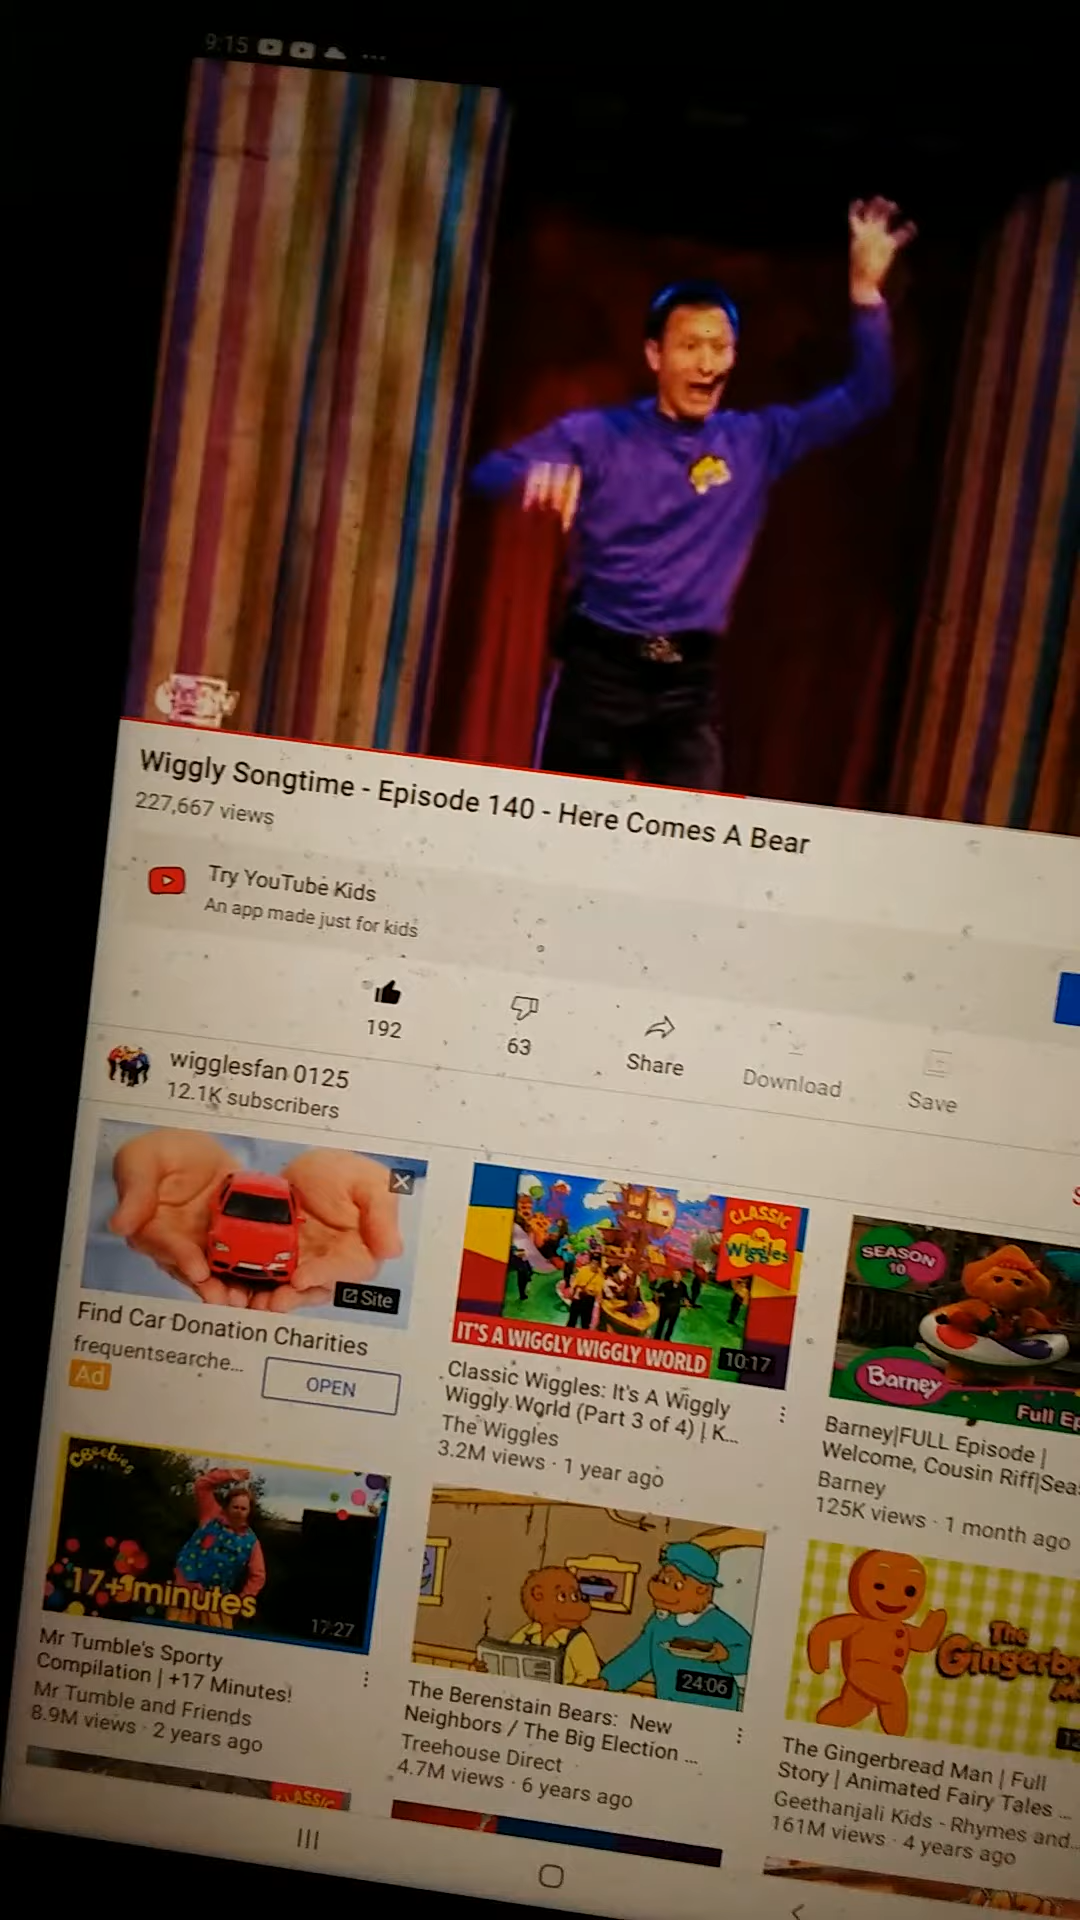 9:15
Wiggly Songtime - Episode 140 - Here Comes A Bear
227,667 views
Try YouTube Kids
An app made just for kids
192
63
Share
Download
Save
wigglesfan 0125
12.1K subscribers
Site
Find Car Donation Charities
frequentsearche...
Ad
OPEN
CLASSIC
the
Wiggles
IT'S A WIGGLY WIGGLY WORLD
10:17
Classic Wiggles: It's A Wiggly
Wiggly World (Part 3 of 4) | K...
The Wiggles
3.2M views · 1 year ago
SEASON
10
Barney
Full Ep
Barney|FULL Episode |
Welcome, Cousin Riff|Sea
Barney
125K views · 1 month ago
CBeebies
17+ minutes
17:27
Mr Tumble's Sporty
Compilation | +17 Minutes!
Mr Tumble and Friends
8.9M views · 2 years ago
24:06
The Berenstain Bears: New
Neighbors / The Big Election ...
Treehouse Direct
4.7M views · 6 years ago
The
Gingerb
12
The Gingerbread Man | Full
Story | Animated Fairy Tales ...
Geethanjali Kids - Rhymes and...
161M views · 4 years ago
CLASSIC